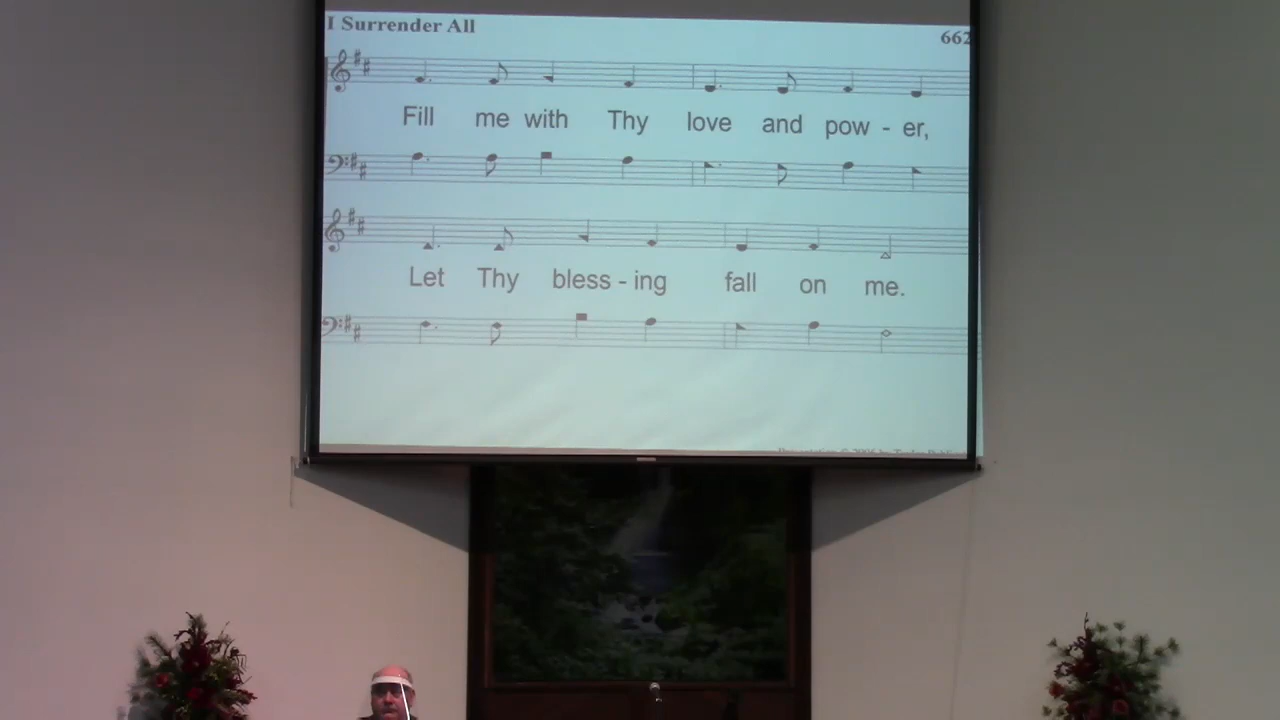 I Surrender All
662
Fill me with Thy love and pow - er,
Let Thy bless - ing fall on me.